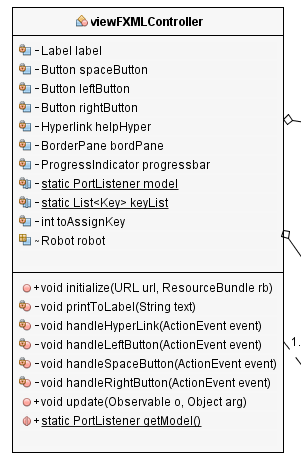 viewFXMLController
- Label label
- Button spaceButton
- Button leftButton
- Button rightButton
- Hyperlink helpHyper
- BorderPane bordPane
- ProgressIndicator progressbar
- static PortListener model
- static List<Key> keyList
- int toAssignKey
~ Robot robot
+ void initialize(URL url, ResourceBundle rb)
- void printToLabel(String text)
- void handleHyperLink(ActionEvent event)
- void handleLeftButton(ActionEvent event)
- void handleSpaceButton(ActionEvent event)
- void handleRightButton(ActionEvent event)
+ void update(Observable o, Object arg)
+ static PortListener getModel()
1.